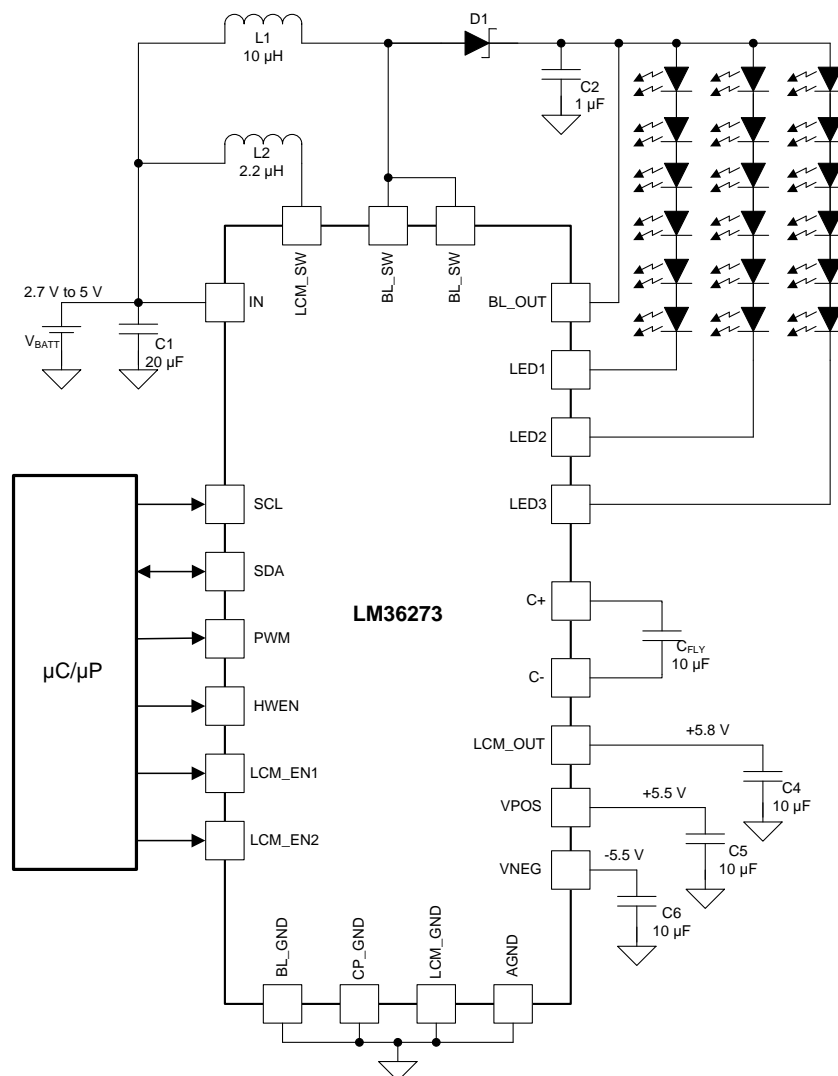 D1
L1
10 µH
C2
1 µF
L2
2.2 µH
LCM_SW
BL_SW
BL_SW
2.7 V to 5 V
IN
BL_OUT
VBATT
C1
20 µF
LED1
LED2
LED3
SCL
SDA
C+
LM36273
PWM
CFLY
10 µF
µC/µP
C-
HWEN
LCM_OUT
+5.8 V
LCM_EN1
C4
10 µF
VPOS
+5.5 V
LCM_EN2
C5
10 µF
VNEG
-5.5 V
C6
10 µF
BL_GND
CP_GND
LCM_GND
AGND